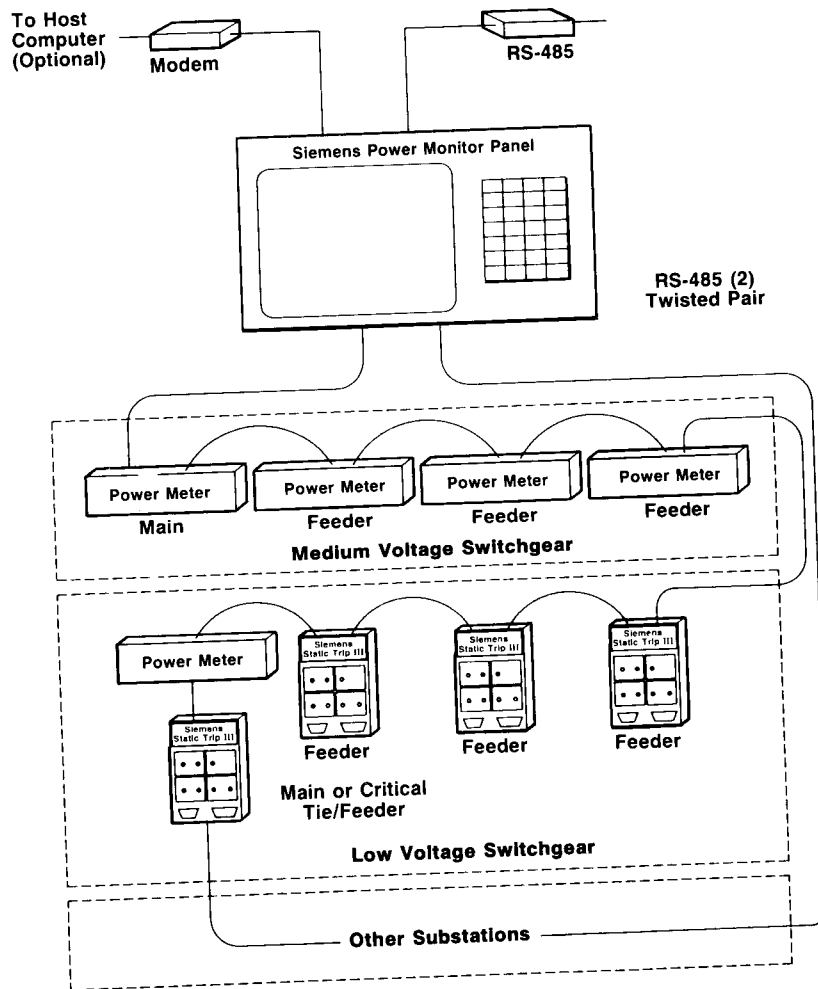 To Host
Computer
(Optional)
Modem
RS-485
Siemens Power Monitor Panel
RS-485 (2)
Twisted Pair
Power Meter
Main
Power Meter
Feeder
Power Meter
Feeder
Power Meter
Feeder
Medium Voltage Switchgear
Power Meter
Siemens
Static Trip III
Feeder
Siemens
Static Trip III
Feeder
Siemens
Static Trip III
Feeder
Siemens
Static Trip III
Main or Critical
Tie/Feeder
Low Voltage Switchgear
Other Substations